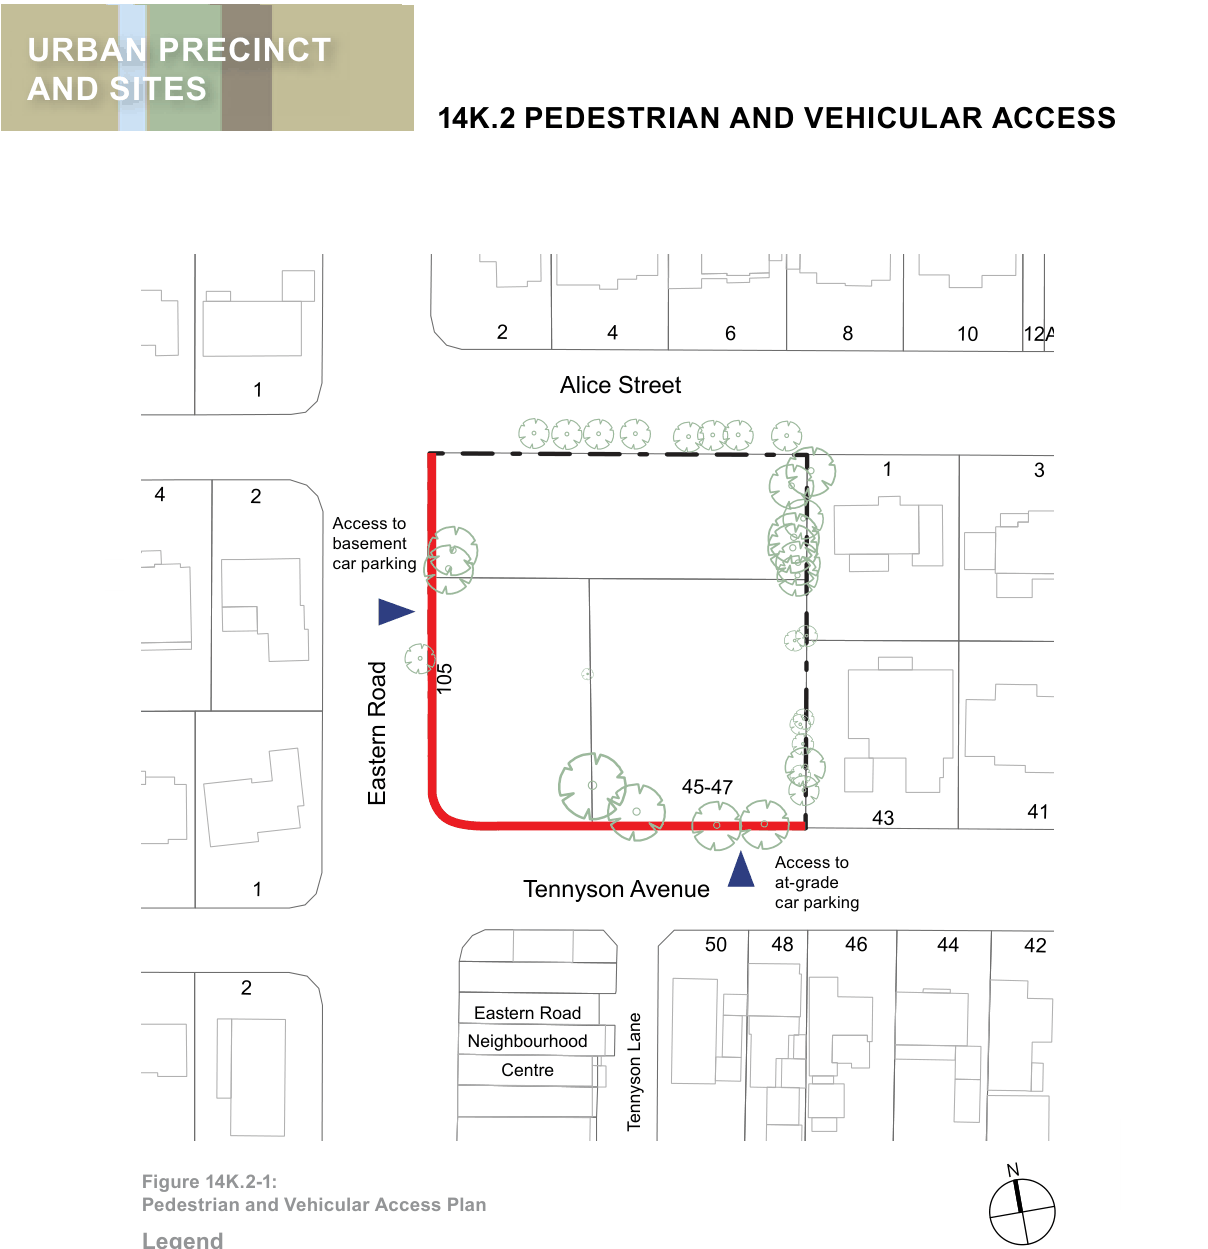 URBAN PRECINCT
AND SITES
14K.2 PEDESTRIAN AND VEHICULAR ACCESS
2
4
6
8
10
12A
1
Alice Street
4
2
1
3
Access to
basement
car parking
105
Eastern Road
45-47
43
41
1
Tennyson Avenue
Access to
at-grade
car parking
50
48
46
44
42
2
Eastern Road
Neighbourhood
Centre
Tennyson Lane
Figure 14K.2-1:
Pedestrian and Vehicular Access Plan
N
Legend